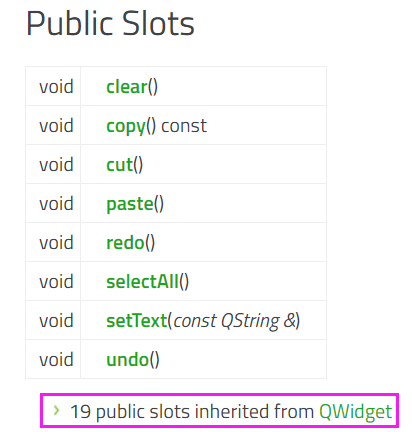 Public Slots
void clear()
void copy() const
void cut()
void paste()
void redo()
void selectAll()
void setText(const QString &)
void undo()
› 19 public slots inherited from QWidget